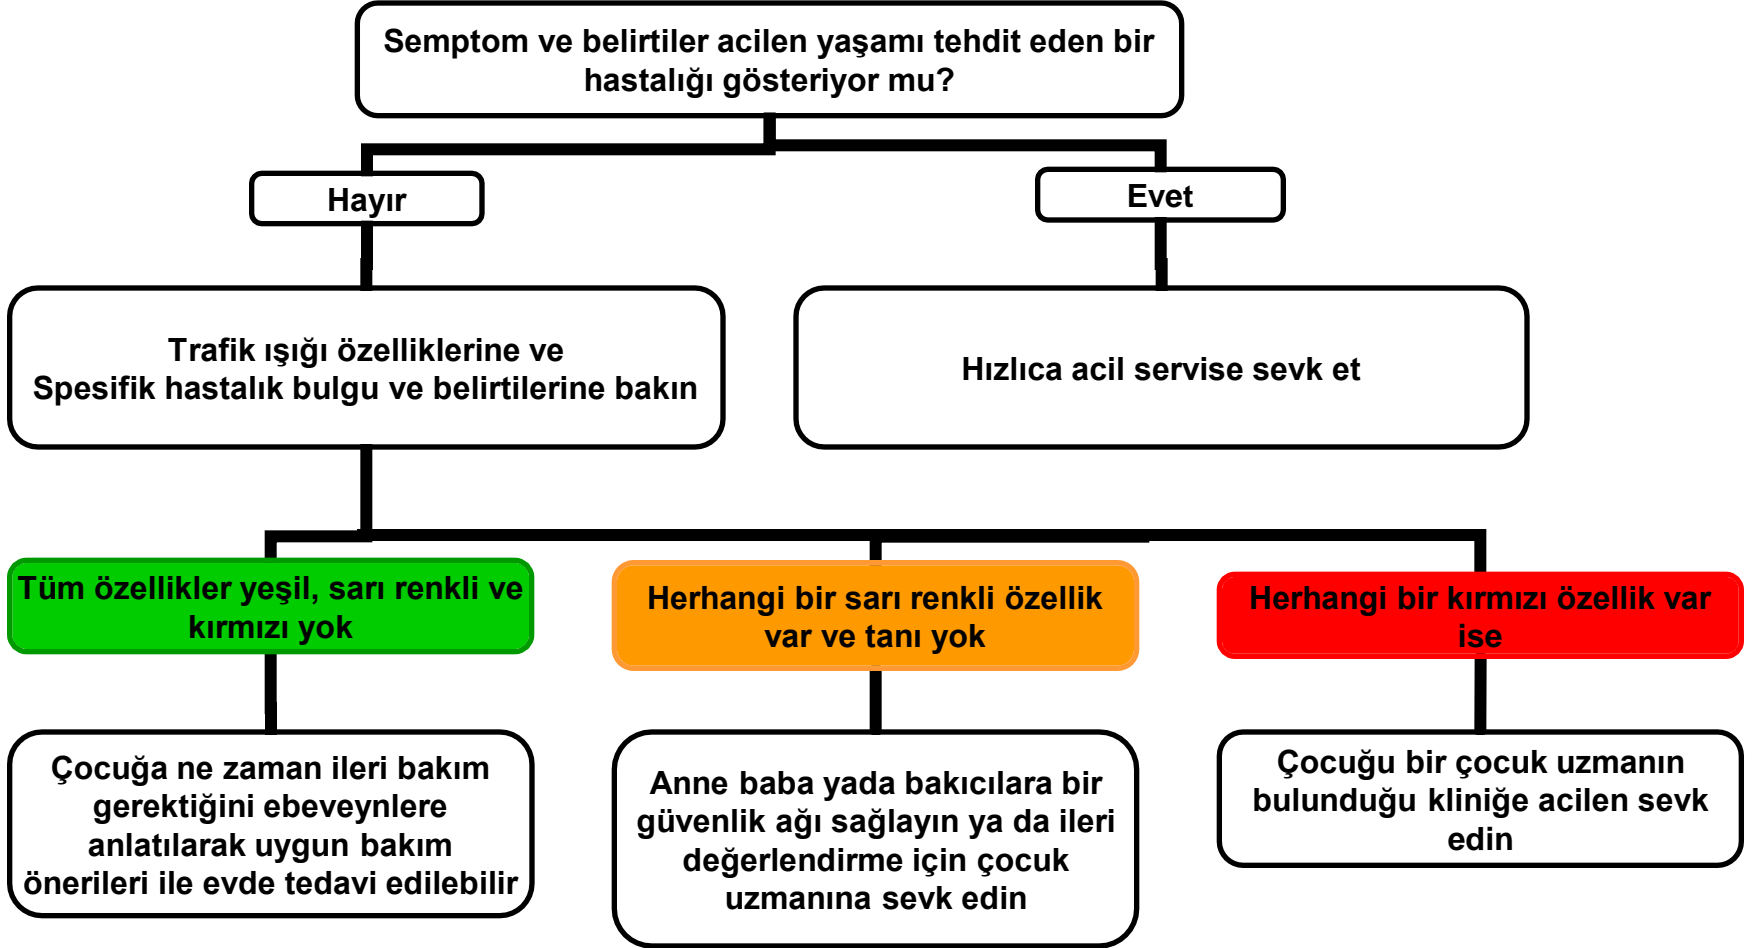 Semptom ve belirtiler acilen yaşamı tehdit eden bir
hastalığı gösteriyor mu?
Hayır
Evet
Trafik ışığı özelliklerine ve
Spesifik hastalık bulgu ve belirtilerine bakın
Hızlıca acil servise sevk et
Tüm özellikler yeşil, sarı renkli ve
kırmızı yok
Herhangi bir sarı renkli özellik
var ve tanı yok
Herhangi bir kırmızı özellik var
ise
Çocuğa ne zaman ileri bakım
gerektiğini ebeveynlere
anlatılarak uygun bakım
önerileri ile evde tedavi edilebilir
Anne baba yada bakıcılara bir
güvenlik ağı sağlayın ya da ileri
değerlendirme için çocuk
uzmanına sevk edin
Çocuğu bir çocuk uzmanın
bulunduğu kliniğe acilen sevk
edin